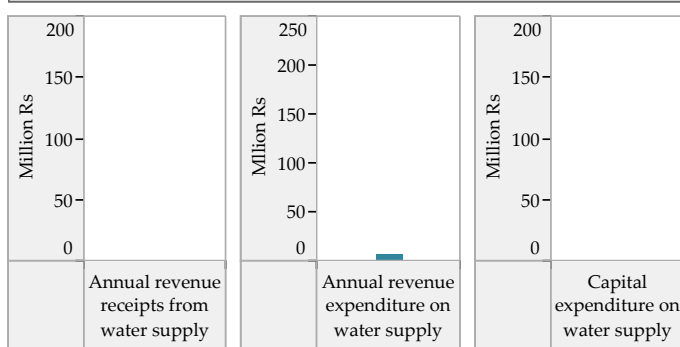 200
150
100
50
0
Million Rs
Annual revenue
receipts from
water supply
250
200
150
100
50
0
MIlion Rs
Annual revenue
expenditure on
water supply
200
150
100
50
0
Million Rs
Capital
expenditure on
water supply